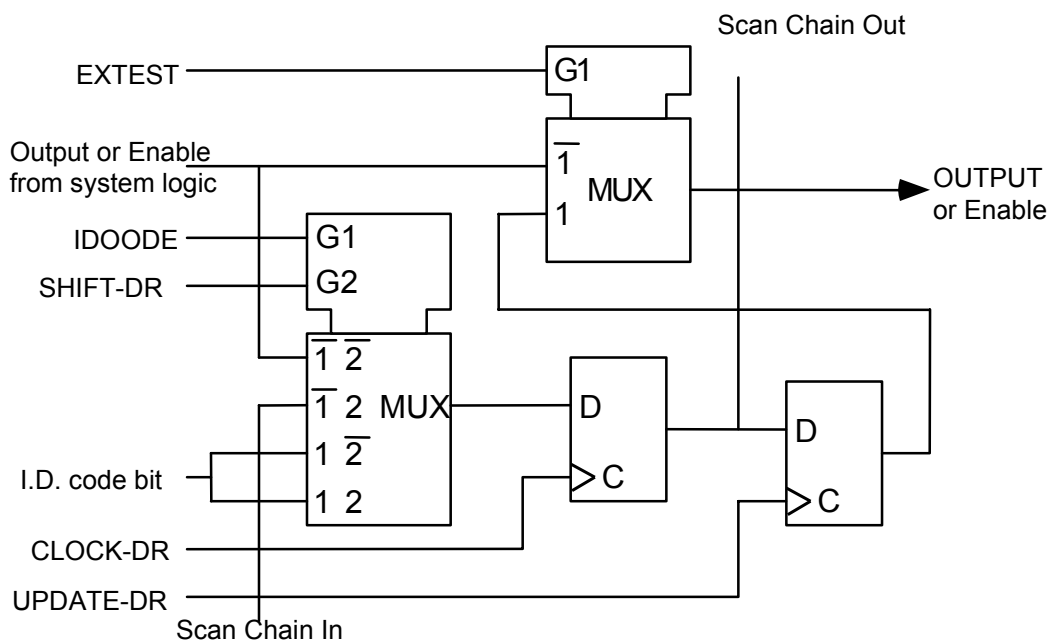 Scan Chain Out
EXTEST
G1
Output or Enable
from system logic
1̅
MUX
1
OUTPUT
or Enable
IDOODE
G1
SHIFT-DR
G2
1̅ 2̅
1̅ 2 MUX
1 2̅
1 2
D
C
D
C
I.D. code bit
CLOCK-DR
UPDATE-DR
Scan Chain In